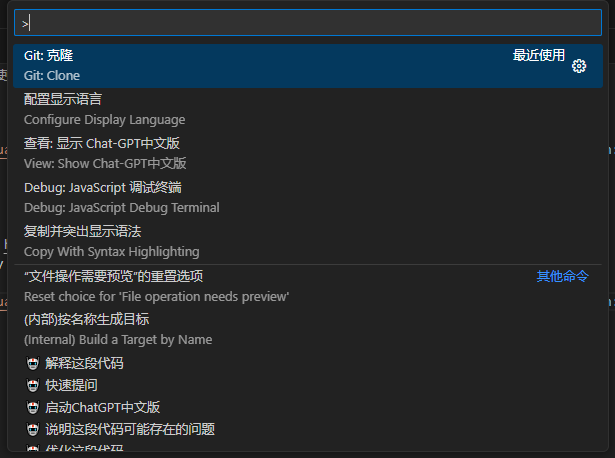 >
Git: 克隆 最近使用
Git: Clone
配置显示语言
Configure Display Language
查看: 显示 Chat-GPT中文版
View: Show Chat-GPT中文版
Debug: JavaScript 调试终端
Debug: JavaScript Debug Terminal
复制并突出显示语法
Copy With Syntax Highlighting
“文件操作需要预览”的重置选项 其他命令
Reset choice for 'File operation needs preview'
(内部)按名称生成目标
(Internal) Build a Target by Name
解释这段代码
快速提问
启动ChatGPT中文版
说明这段代码可能存在的问题
优化这段代码